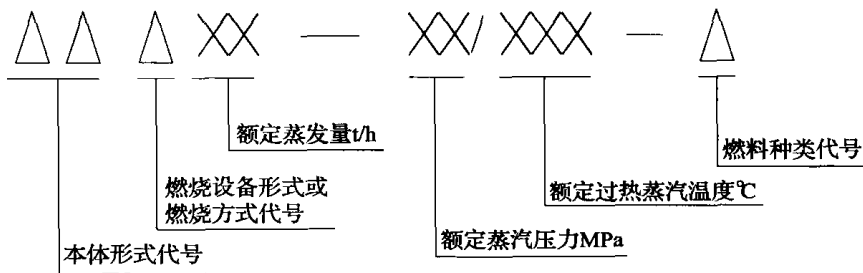 △△ △XX — XX/XXX — △
额定蒸发量t/h
燃料种类代号
燃烧设备形式或
燃烧方式代号
额定过热蒸汽温度℃
额定蒸汽压力MPa
本体形式代号